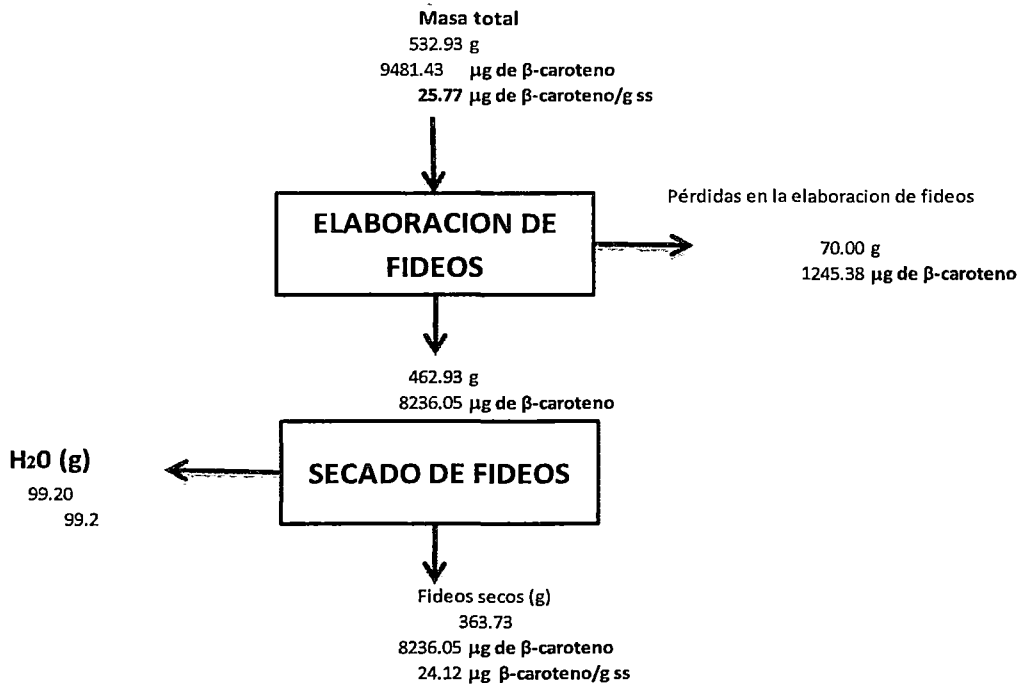 Masa total
532.93 g
9481.43 μg de β-caroteno
25.77 μg de β-caroteno/g ss
ELABORACION DE
FIDEOS
Pérdidas en la elaboracion de fideos
70.00 g
1245.38 μg de β-caroteno
462.93 g
8236.05 μg de β-caroteno
SECADO DE FIDEOS
H20 (g)
99.20
99.2
Fideos secos (g)
363.73
8236.05 μg de β-caroteno
24.12 μg β-caroteno/g ss